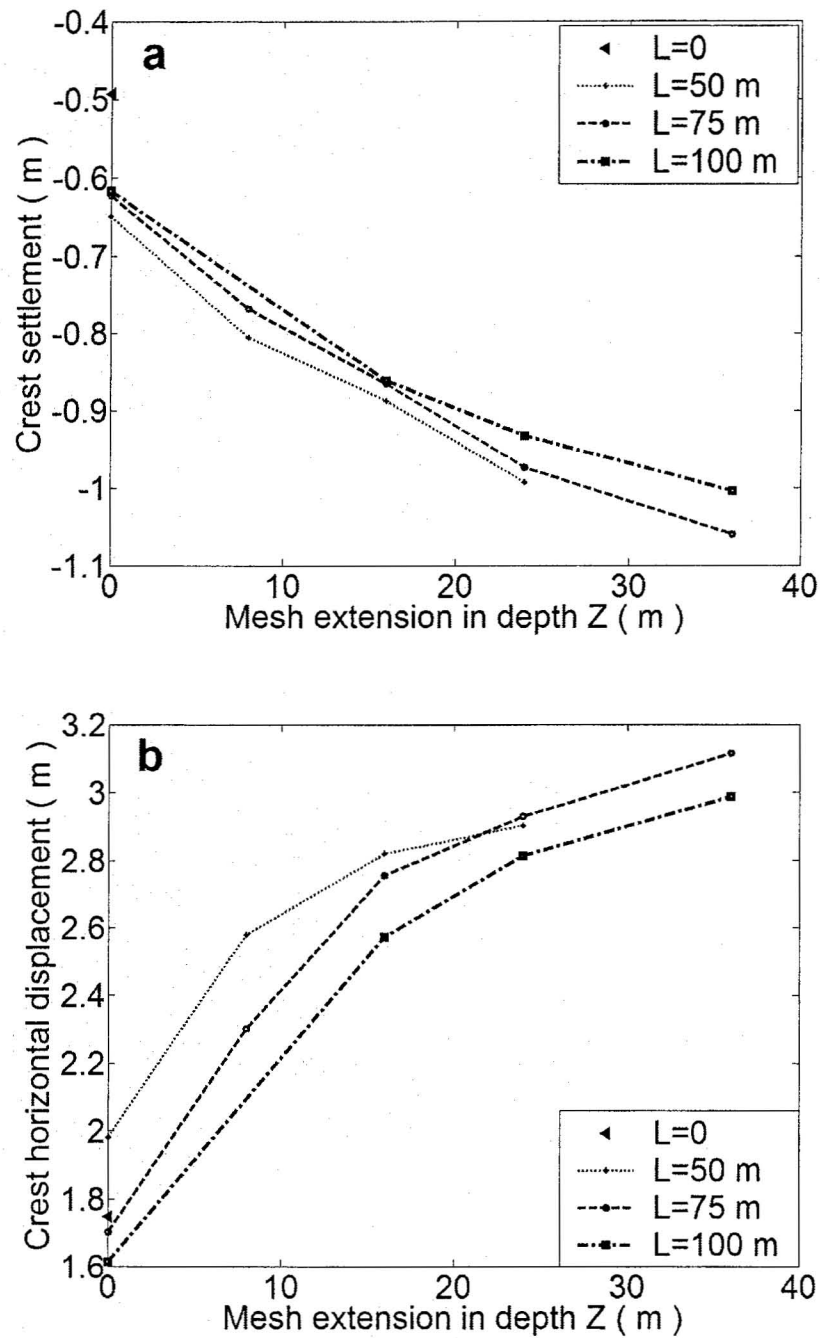 a
L=0
L=50 m
L=75 m
L=100 m
-0.4
-0.5
-0.6
-0.7
-0.8
-0.9
-1
-1.1
Crest settlement ( m )
0 10 20 30 40
Mesh extension in depth Z ( m )
b
3.2
3
2.8
2.6
2.4
2.2
2
1.8
1.6
Crest horizontal displacement ( m )
L=0
L=50 m
L=75 m
L=100 m
0 10 20 30 40
Mesh extension in depth Z ( m )